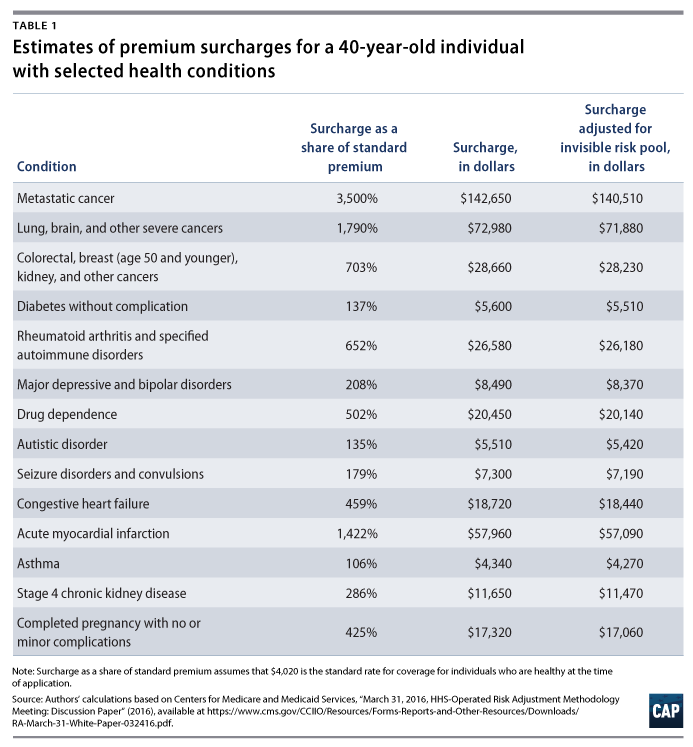 TABLE 1
Estimates of premium surcharges for a 40-year-old individual
with selected health conditions
Condition
Surcharge as a
share of standard
premium
Surcharge,
in dollars
Surcharge
adjusted for
invisible risk pool,
in dollars
Metastatic cancer 3,500% $142,650 $140,510
Lung, brain, and other severe cancers 1,790% $72,980 $71,880
Colorectal, breast (age 50 and younger),
kidney, and other cancers 703% $28,660 $28,230
Diabetes without complication 137% $5,600 $5,510
Rheumatoid arthritis and specified
autoimmune disorders 652% $26,580 $26,180
Major depressive and bipolar disorders 208% $8,490 $8,370
Drug dependence 502% $20,450 $20,140
Autistic disorder 135% $5,510 $5,420
Seizure disorders and convulsions 179% $7,300 $7,190
Congestive heart failure 459% $18,720 $18,440
Acute myocardial infarction 1,422% $57,960 $57,090
Asthma 106% $4,340 $4,270
Stage 4 chronic kidney disease 286% $11,650 $11,470
Completed pregnancy with no or
minor complications 425% $17,320 $17,060
Note: Surcharge as a share of standard premium assumes that $4,020 is the standard rate for coverage for individuals who are healthy at the time
of application.
Source: Authors' calculations based on Centers for Medicare and Medicaid Services, "March 31, 2016, HHS-Operated Risk Adjustment Methodology
Meeting: Discussion Paper" (2016), available at https://www.cms.gov/CCIIO/Resources/Forms-Reports-and-Other-Resources/Downloads/
RA-March-31-White-Paper-032416.pdf.
CAP